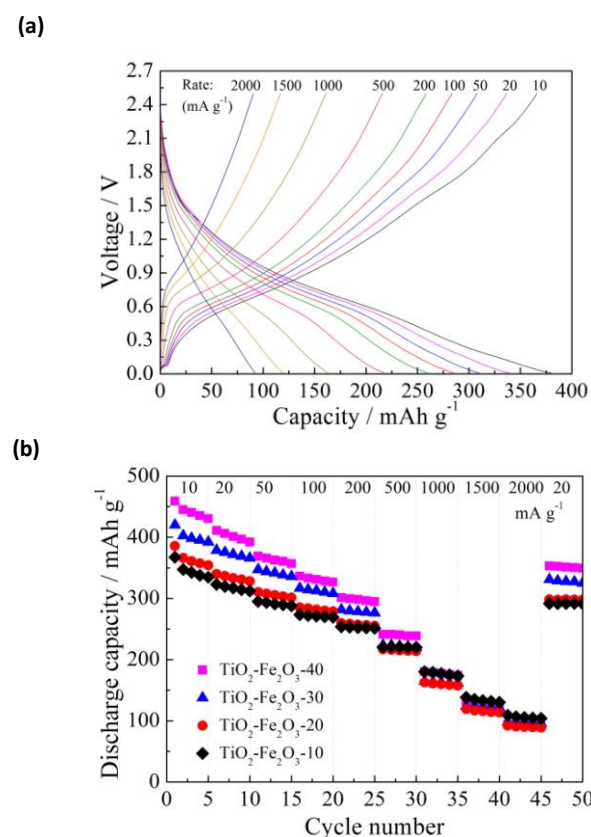 (a)
2.7
2.4
2.1
1.8
1.5
1.2
0.9
0.6
0.3
0.0
Voltage / V
Rate: 2000 1500 1000 500 200 100 50 20 10
(mA g⁻¹)
0 50 100 150 200 250 300 350 400
Capacity / mAh g⁻¹
(b)
500
400
300
200
100
0
Discharge capacity / mAh g⁻¹
10 20 50 100 200 500 1000 1500 2000 20
mA g⁻¹
TiO₂-Fe₂O₃-40
TiO₂-Fe₂O₃-30
TiO₂-Fe₂O₃-20
TiO₂-Fe₂O₃-10
0 5 10 15 20 25 30 35 40 45 50
Cycle number